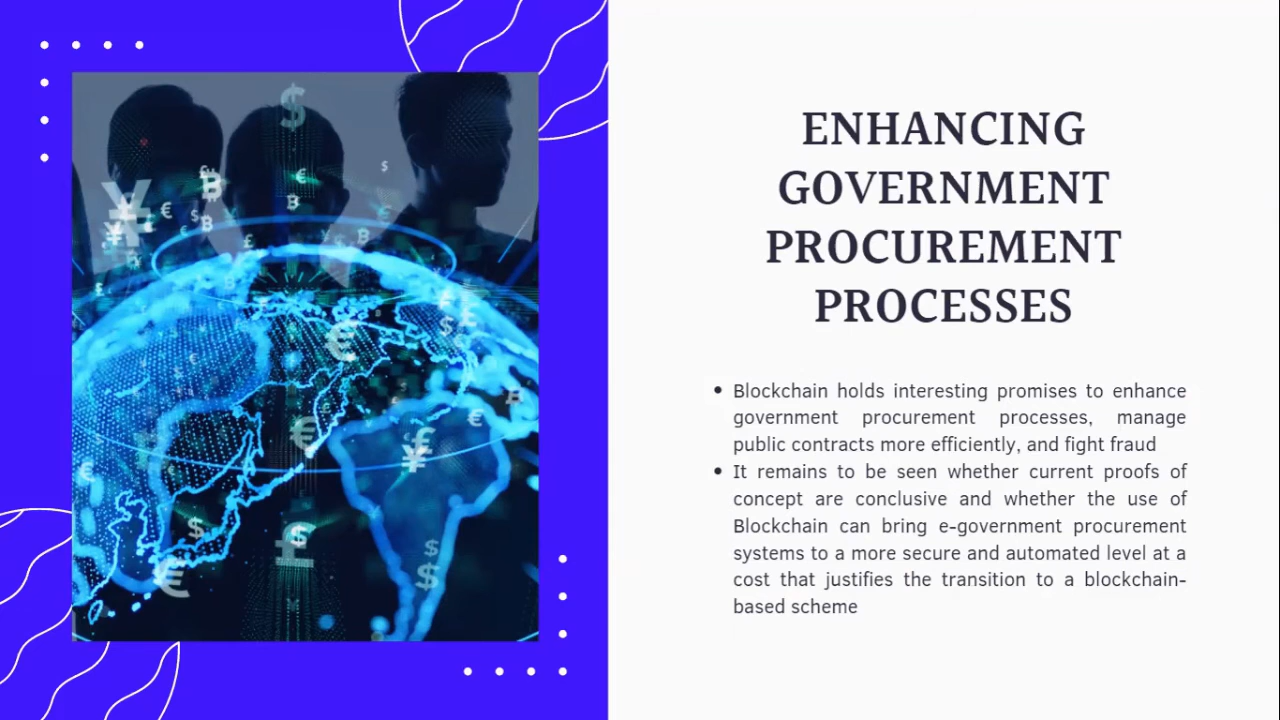 ENHANCING
GOVERNMENT
PROCUREMENT
PROCESSES
• Blockchain holds interesting promises to enhance
government procurement processes, manage
public contracts more efficiently, and fight fraud
• It remains to be seen whether current proofs of
concept are conclusive and whether the use of
Blockchain can bring e-government procurement
systems to a more secure and automated level at a
cost that justifies the transition to a blockchain-
based scheme